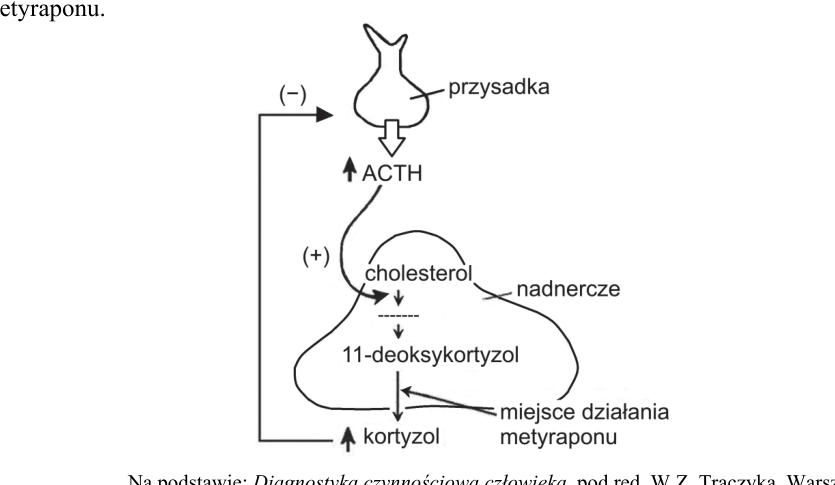 etyraponu.
przysadka
(−)
ACTH
(+)
cholesterol
nadnercze
-------
11-deoksykortyzol
miejsce działania
metyraponu
kortyzol
Na podstawie: Diagnostyka czynnościowa człowieka, pod red. W.Z. Traczyka, Warsz